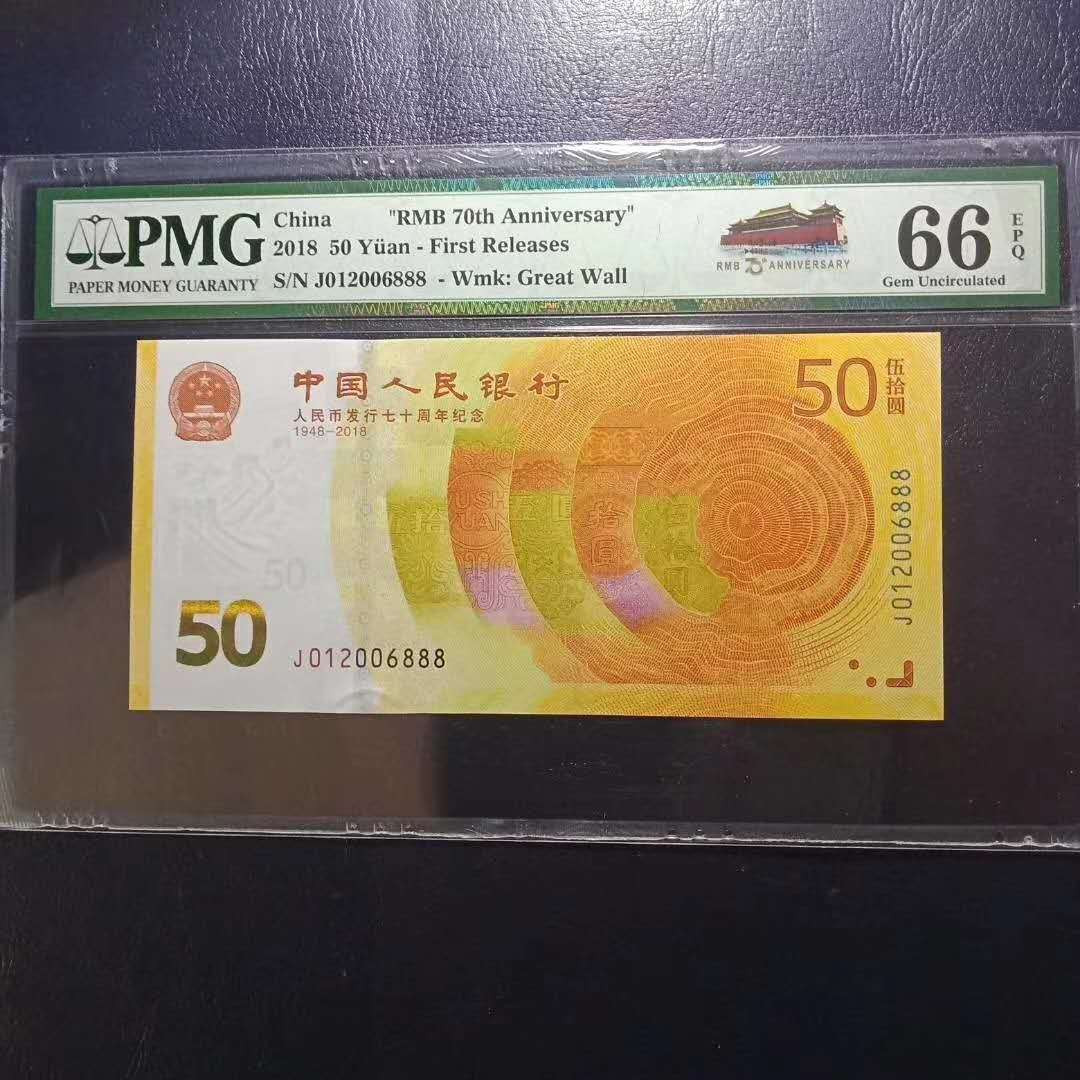 PMG
PAPER MONEY GUARANTY
China "RMB 70th Anniversary"
2018 50 Yüan - First Releases
S/N J012006888 - Wmk: Great Wall
RMB 70th ANNIVERSARY
66
EPQ
Gem Uncirculated
中国人民银行
人民币发行七十周年纪念
1948-2018
50
伍拾圆
J012006888
50
50
J012006888